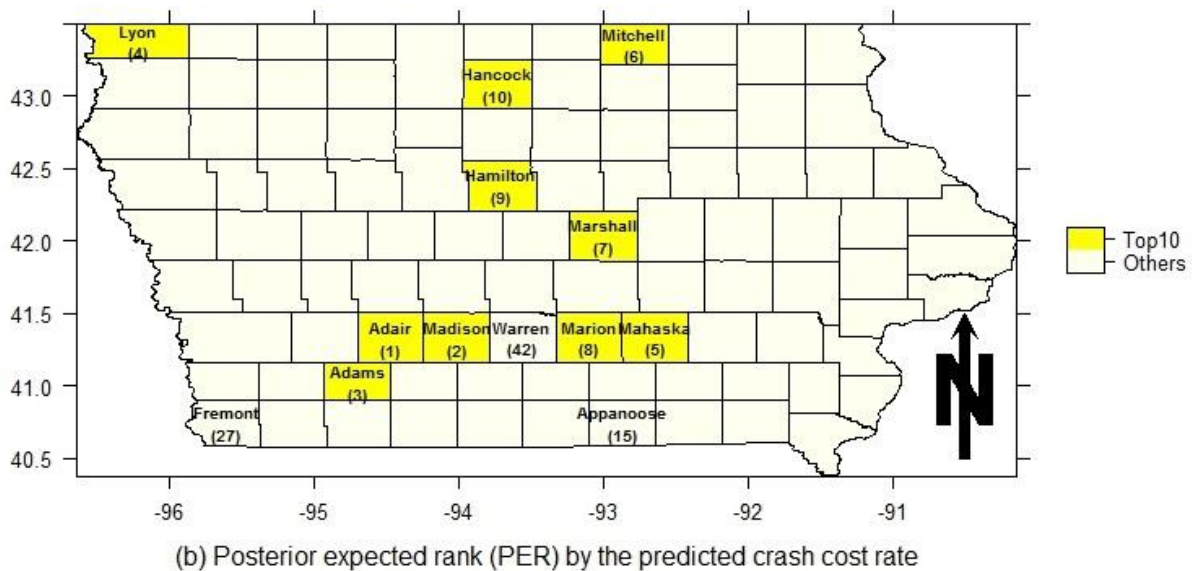 Lyon
(4)
Mitchell
(6)
Hancock
(10)
43.0
42.5
Hamilton
(9)
Marshall
(7)
42.0
Top10
Others
41.5
Adair
(1)
Madison
(2)
Warren
(42)
Marion
(8)
Mahaska
(5)
41.0
Adams
(3)
Fremont
(27)
Appanoose
(15)
N
40.5
-96 -95 -94 -93 -92 -91
(b) Posterior expected rank (PER) by the predicted crash cost rate